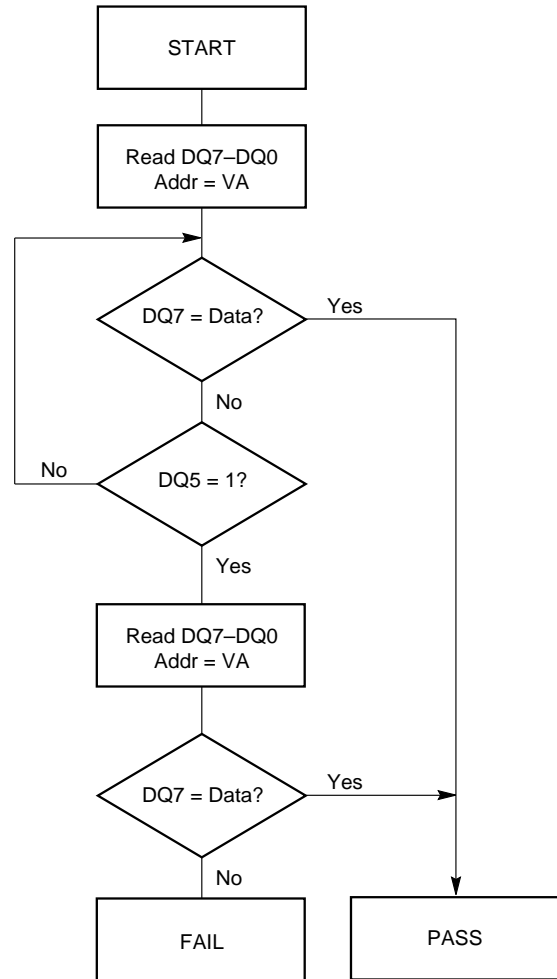 START
Read DQ7–DQ0
Addr = VA
DQ7 = Data?
Yes
No
No
DQ5 = 1?
Yes
Read DQ7–DQ0
Addr = VA
DQ7 = Data?
Yes
No
FAIL
PASS